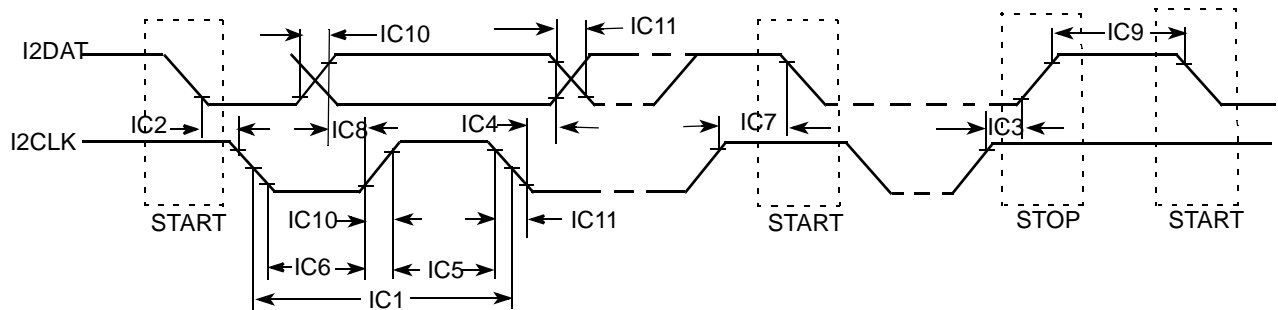 IC10
IC11
IC9
I2DAT
IC2
IC8
IC4
IC7
IC3
I2CLK
START
IC10
IC11
START
STOP
START
IC6
IC5
IC1